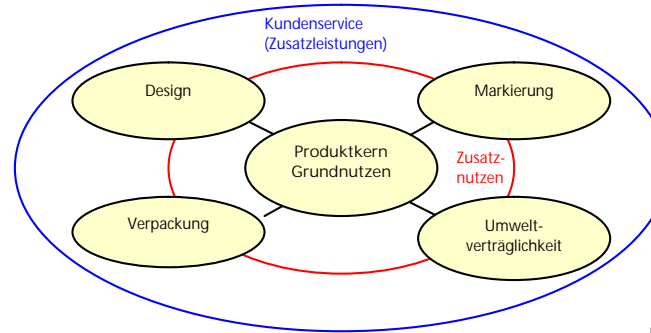 Kundenservice
(Zusatzleistungen)
Design
Markierung
Produktkern
Grundnutzen
Zusatz-
nutzen
Verpackung
Umwelt-
verträglichkeit